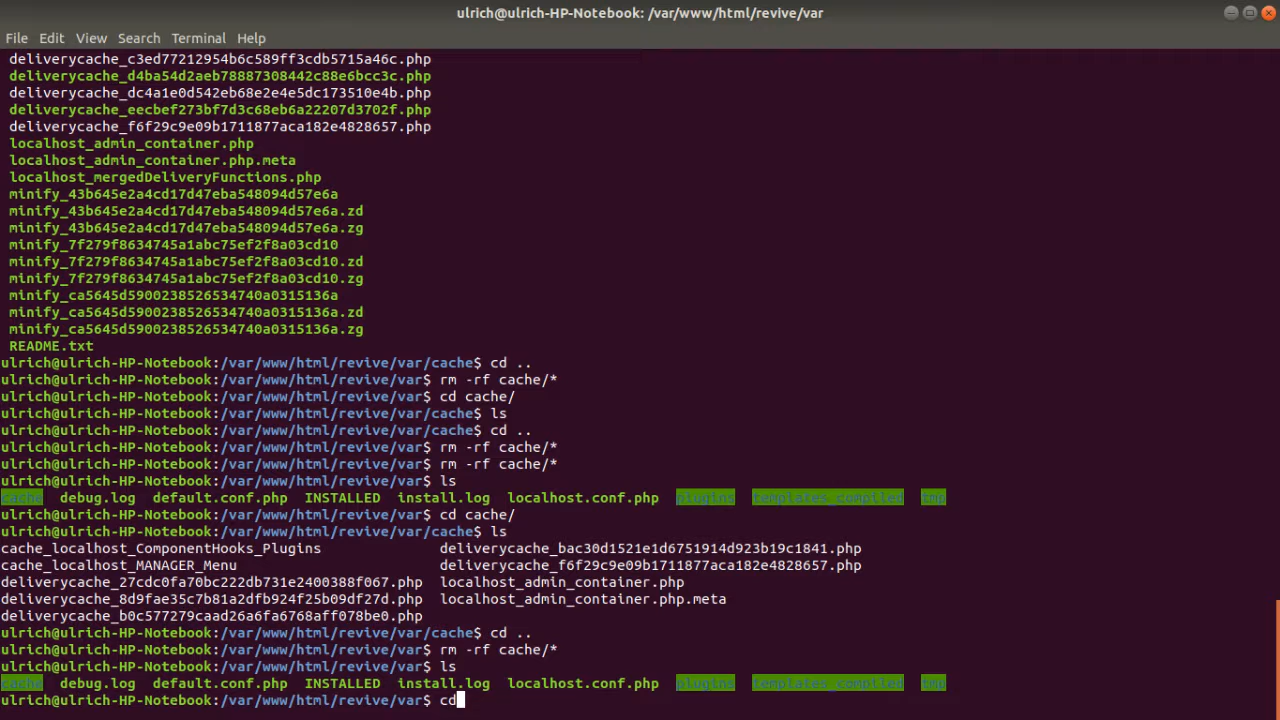 ulrich@ulrich-HP-Notebook: /var/www/html/revive/var
File Edit View Search Terminal Help
deliverycache_c3ed77212954b6c589ff3cdb5715a46c.php
deliverycache_d4ba54d2aeb78887308442c88e6bcc3c.php
deliverycache_dc4a1e0d542eb68e2e4e5dc173510e4b.php
deliverycache_eecbef273bf7d3c68eb6a22207d3702f.php
deliverycache_f6f29c9e09b1711877aca182e4828657.php
localhost_admin_container.php
localhost_admin_container.php.meta
localhost_mergedDeliveryFunctions.php
minify_43b645e2a4cd17d47eba548094d57e6a
minify_43b645e2a4cd17d47eba548094d57e6a.zd
minify_43b645e2a4cd17d47eba548094d57e6a.zg
minify_7f279f8634745a1abc75ef2f8a03cd10
minify_7f279f8634745a1abc75ef2f8a03cd10.zd
minify_7f279f8634745a1abc75ef2f8a03cd10.zg
minify_ca5645d5900238526534740a0315136a
minify_ca5645d5900238526534740a0315136a.zd
minify_ca5645d5900238526534740a0315136a.zg
README.txt
ulrich@ulrich-HP-Notebook:/var/www/html/revive/var/cache$ cd ..
ulrich@ulrich-HP-Notebook:/var/www/html/revive/var$ rm -rf cache/*
ulrich@ulrich-HP-Notebook:/var/www/html/revive/var$ cd cache/
ulrich@ulrich-HP-Notebook:/var/www/html/revive/var/cache$ ls
ulrich@ulrich-HP-Notebook:/var/www/html/revive/var/cache$ cd ..
ulrich@ulrich-HP-Notebook:/var/www/html/revive/var$ rm -rf cache/*
ulrich@ulrich-HP-Notebook:/var/www/html/revive/var$ rm -rf cache/*
ulrich@ulrich-HP-Notebook:/var/www/html/revive/var$ ls
cache debug.log default.conf.php INSTALLED install.log localhost.conf.php plugins templates_compiled tmp
ulrich@ulrich-HP-Notebook:/var/www/html/revive/var$ cd cache/
ulrich@ulrich-HP-Notebook:/var/www/html/revive/var/cache$ ls
cache_localhost_ComponentHooks_Plugins deliverycache_bac30d1521e1d6751914d923b19c1841.php
cache_localhost_MANAGER_Menu deliverycache_f6f29c9e09b1711877aca182e4828657.php
deliverycache_27cdc0fa70bc222db731e2400388f067.php localhost_admin_container.php
deliverycache_8d9fae35c7b81a2dfb924f25b09df27d.php localhost_admin_container.php.meta
deliverycache_b0c577279caad26a6fa6768aff078be0.php
ulrich@ulrich-HP-Notebook:/var/www/html/revive/var/cache$ cd ..
ulrich@ulrich-HP-Notebook:/var/www/html/revive/var$ rm -rf cache/*
ulrich@ulrich-HP-Notebook:/var/www/html/revive/var$ ls
cache debug.log default.conf.php INSTALLED install.log localhost.conf.php plugins templates_compiled tmp
ulrich@ulrich-HP-Notebook:/var/www/html/revive/var$ cd